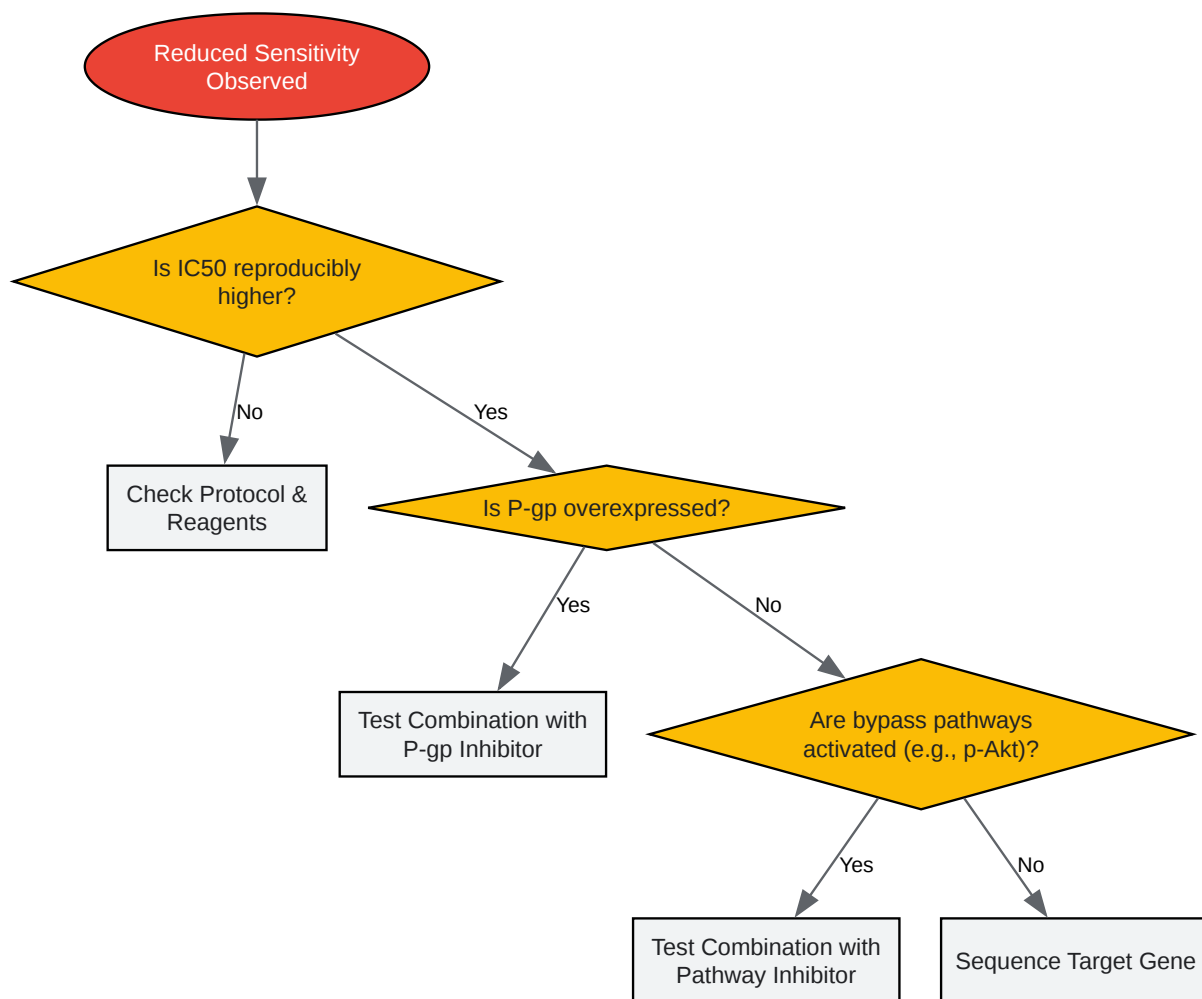 Reduced Sensitivity
Observed
Is IC50 reproducibly
higher?
No
Yes
Check Protocol &
Reagents
Is P-gp overexpressed?
Yes
No
Test Combination with
P-gp Inhibitor
Are bypass pathways
activated (e.g., p-Akt)?
Yes
No
Test Combination with
Pathway Inhibitor
Sequence Target Gene